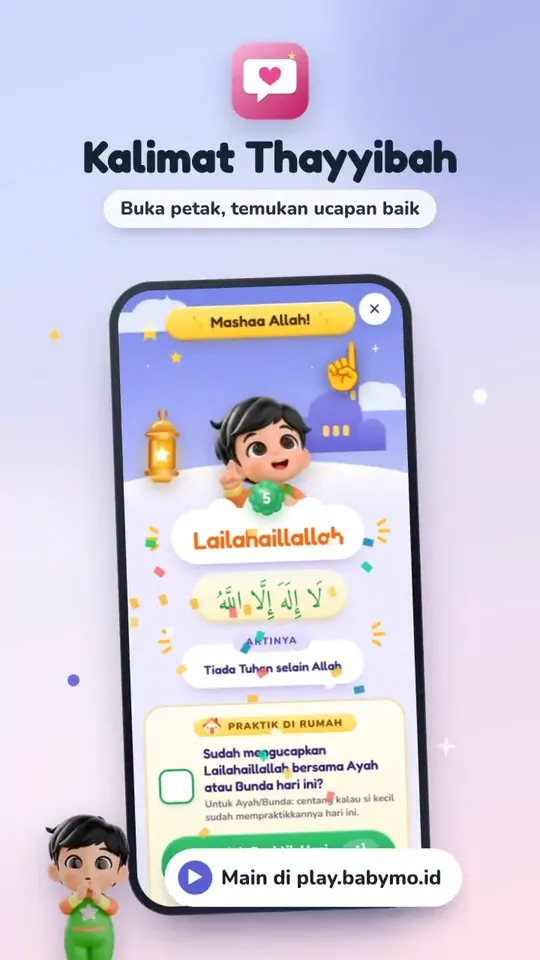 Kalimat Thayyibah
Buka petak, temukan ucapan baik
Mashaa Allah!
5
Lailahaillallah
لَا إِلَهَ إِلَّا اللَّهُ
ARTINYA
Tiada Tuhan selain Allah
PRAKTIK DI RUMAH
Sudah mengucapkan
Lailahaillallah bersama Ayah
atau Bunda hari ini?
Untuk Ayah/Bunda: centang kalau si kecil
sudah mempraktikkannya hari ini.
Main di play.babymo.id